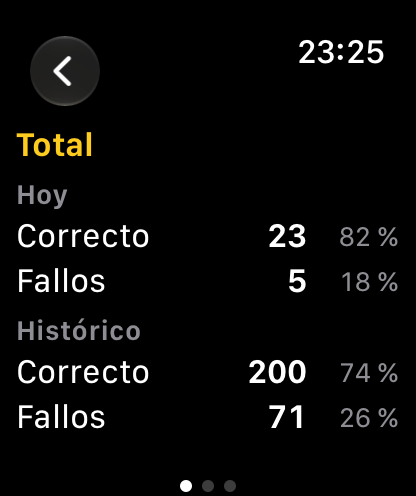 23:25
Total
Hoy
Correcto 23 82 %
Fallos 5 18 %
Histórico
Correcto 200 74 %
Fallos 71 26 %